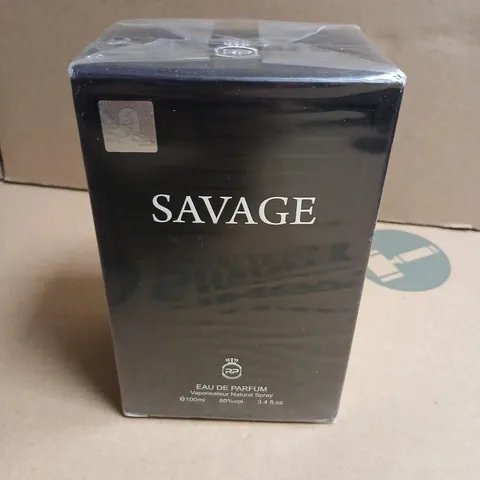 SAVAGE
RP
EAU DE PARFUM
Vaporisateur Natural Spray
℮100ml 80%vol. 3.4 fl.oz